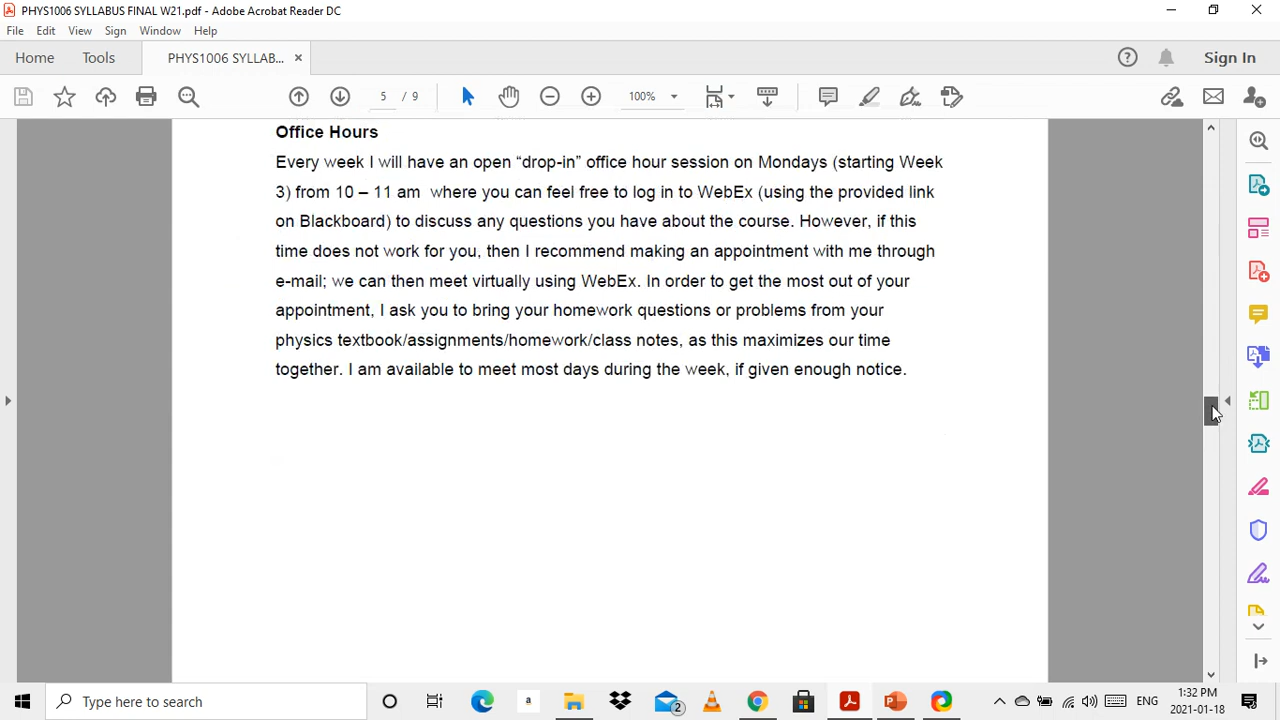 PHYS1006 SYLLABUS FINAL W21.pdf - Adobe Acrobat Reader DC
File Edit View Sign Window Help
Home Tools PHYS1006 SYLLAB... × Sign In
5 / 9 100%
Office Hours
Every week I will have an open “drop-in” office hour session on Mondays (starting Week
3) from 10 – 11 am where you can feel free to log in to WebEx (using the provided link
on Blackboard) to discuss any questions you have about the course. However, if this
time does not work for you, then I recommend making an appointment with me through
e-mail; we can then meet virtually using WebEx. In order to get the most out of your
appointment, I ask you to bring your homework questions or problems from your
physics textbook/assignments/homework/class notes, as this maximizes our time
together. I am available to meet most days during the week, if given enough notice.
Type here to search a 2 ENG 1:32 PM
2021-01-18